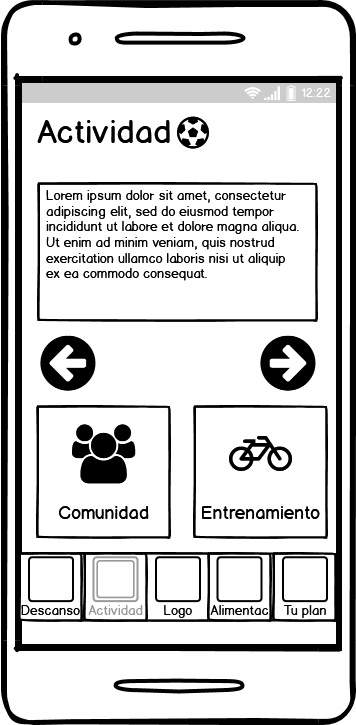 12:22
Actividad
Lorem ipsum dolor sit amet, consectetur
adipiscing elit, sed do eiusmod tempor
incididunt ut labore et dolore magna aliqua.
Ut enim ad minim veniam, quis nostrud
exercitation ullamco laboris nisi ut aliquip
ex ea commodo consequat.
Comunidad
Entrenamiento
Descanso
Actividad
Logo
Alimentac
Tu plan